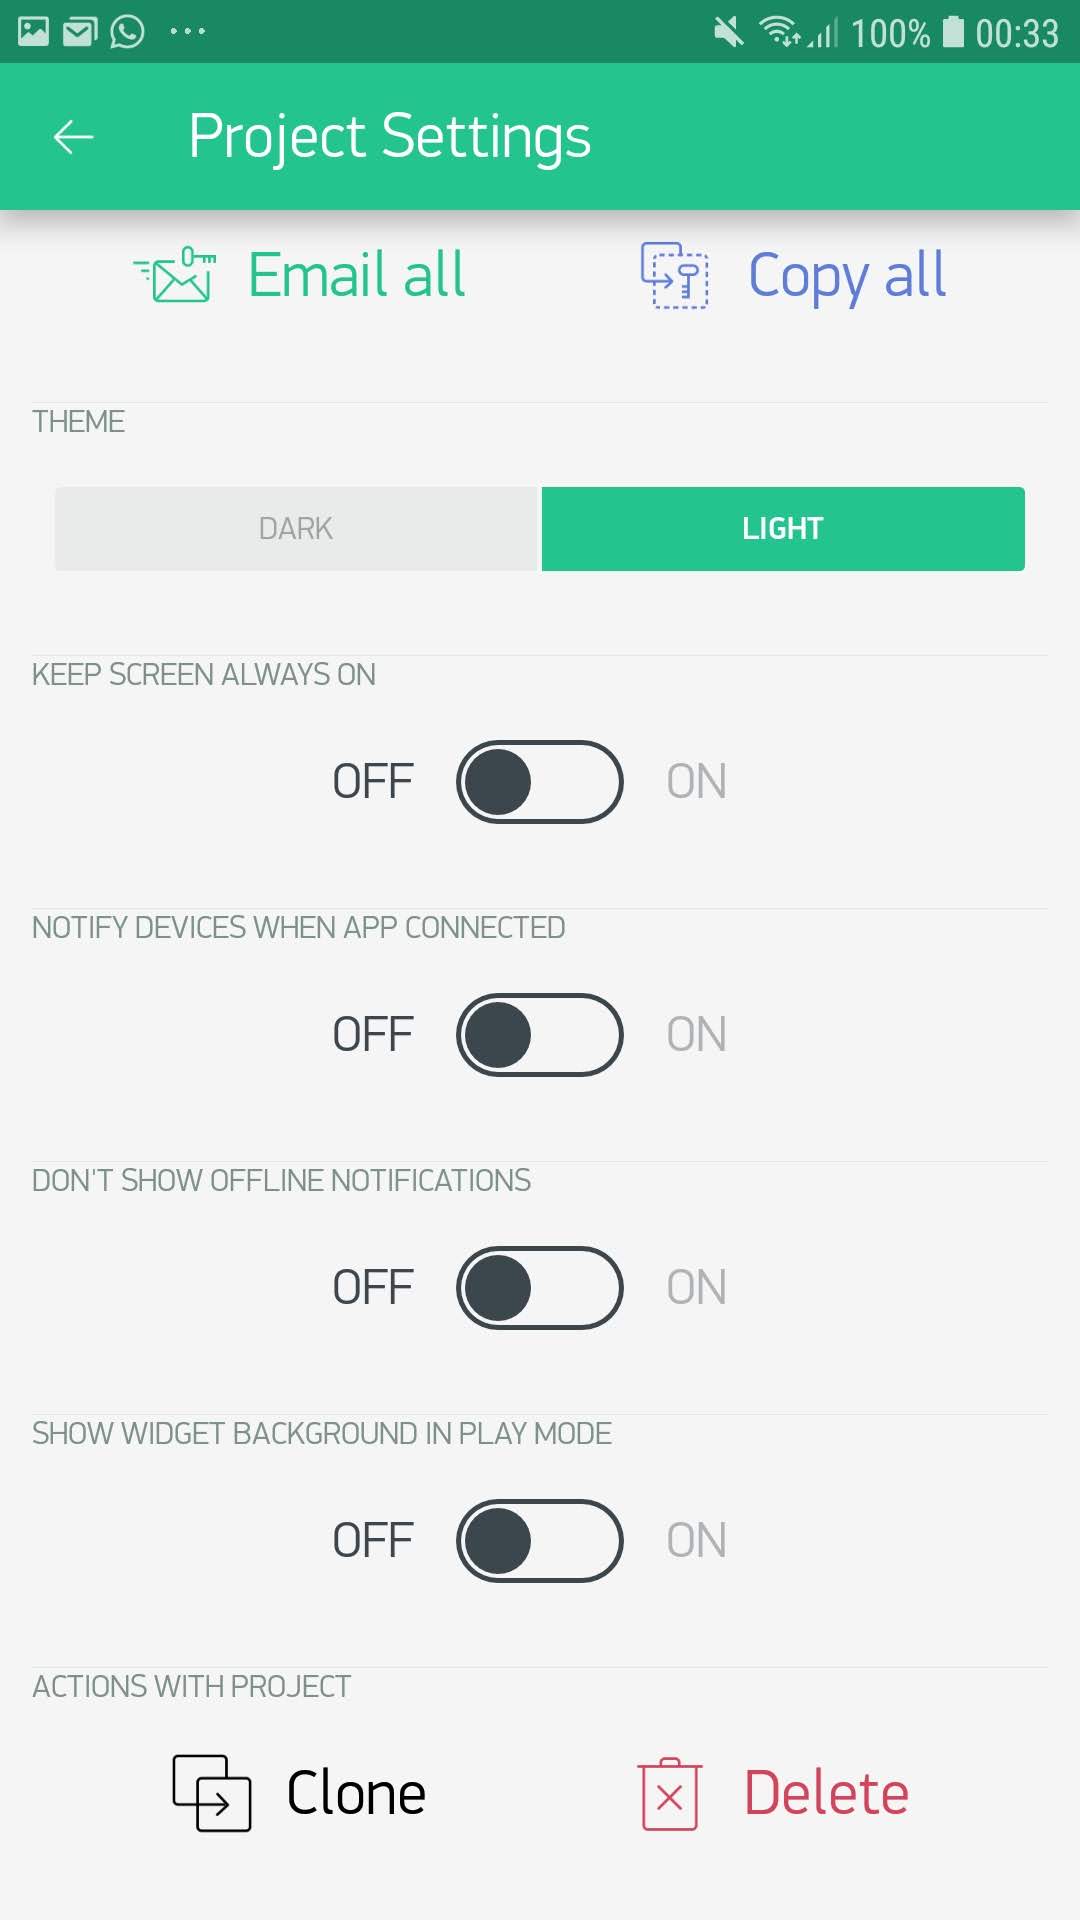 100% 00:33
Project Settings
Email all Copy all
THEME
DARK LIGHT
KEEP SCREEN ALWAYS ON
OFF ON
NOTIFY DEVICES WHEN APP CONNECTED
OFF ON
DON'T SHOW OFFLINE NOTIFICATIONS
OFF ON
SHOW WIDGET BACKGROUND IN PLAY MODE
OFF ON
ACTIONS WITH PROJECT
Clone Delete